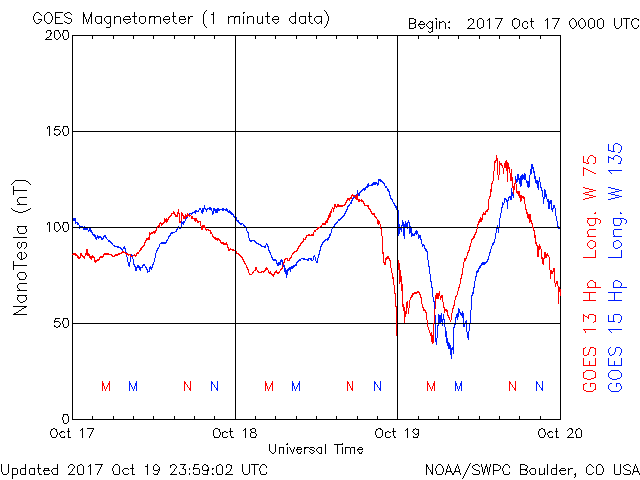 GOES Magnetometer (1 minute data)
Begin: 2017 Oct 17 0000 UTC
200
150
100
50
0
NanoTesla (nT)
M M N N M M N N M M N N
Oct 17 Oct 18 Oct 19 Oct 20
Universal Time
GOES 13 Hp Long. W 75
GOES 15 Hp Long. W 135
Updated 2017 Oct 19 23:59:02 UTC
NOAA/SWPC Boulder, CO USA